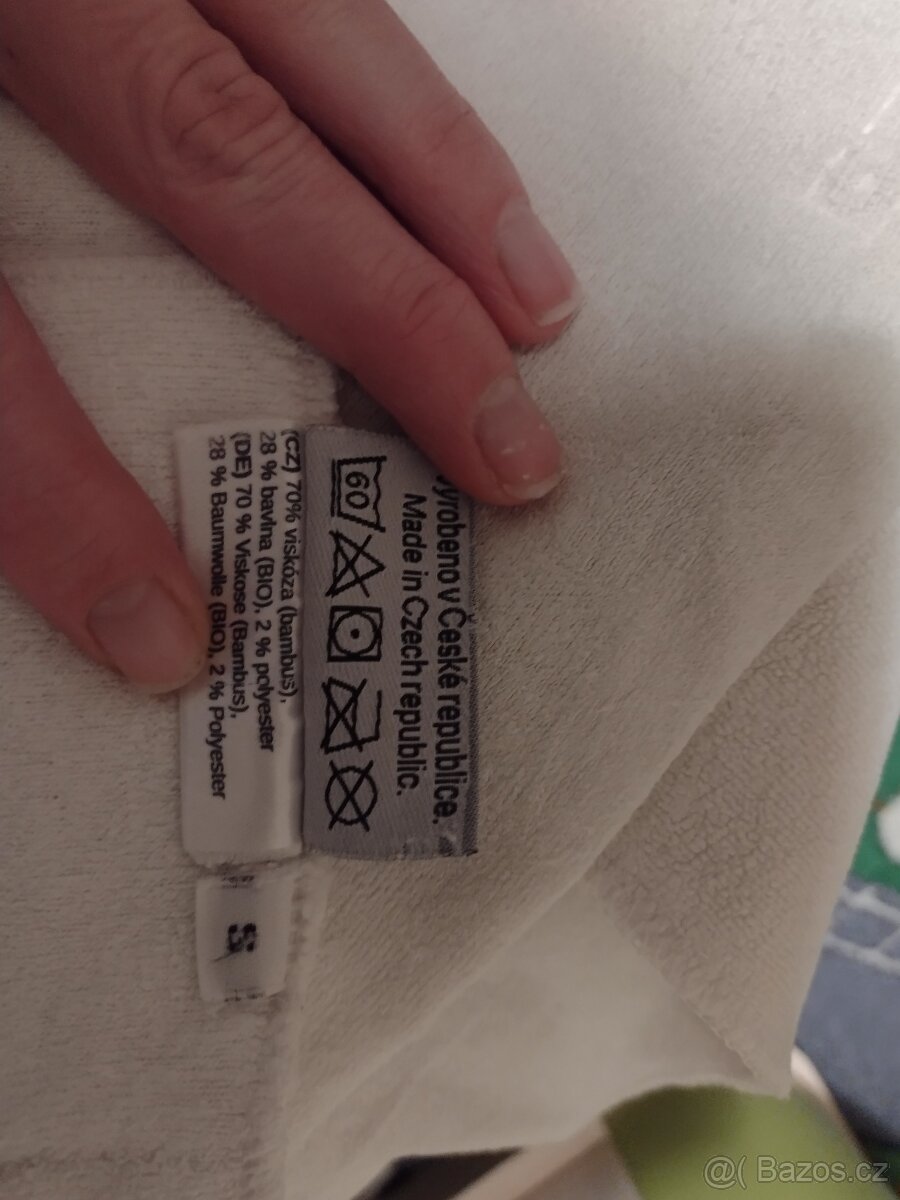 Vyrobeno v České republice.
Made in Czech republic.
60
(CZ) 70% viskóza (bambus),
28 % bavlna (BIO), 2 % polyester
(DE) 70 % Viskose (Bambus),
28 % Baumwolle (BIO), 2 % Polyester
S
@( Bazos.cz